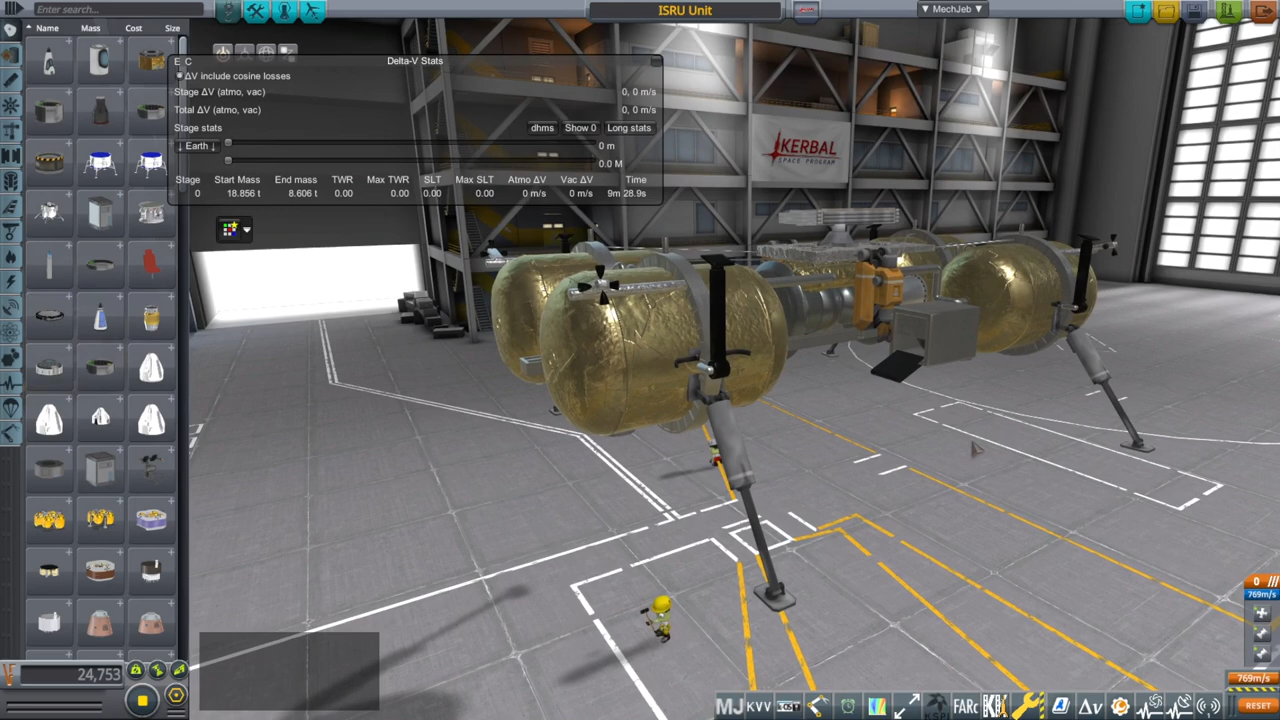 Enter search terms
ISRU Unit
▼ MechJeb ▼
Name Mass Cost Size
E C Delta-V Stats
ΔV include cosine losses
Stage ΔV (atmo, vac) 0, 0 m/s
Total ΔV (atmo, vac) 0, 0 m/s
Stage stats dhms Show 0 Long stats
↓ Earth ↓ 0 m
0.0 M
Stage Start Mass End mass TWR Max TWR SLT Max SLT Atmo ΔV Vac ΔV Time
0 18.856 t 8.606 t 0.00 0.00 0.00 0.00 0 m/s 0 m/s 9m 28.9s
KERBAL
SPACE PROGRAM
0
769m/s
24,753
769m/s
MJ KVV FARc Δv RESET